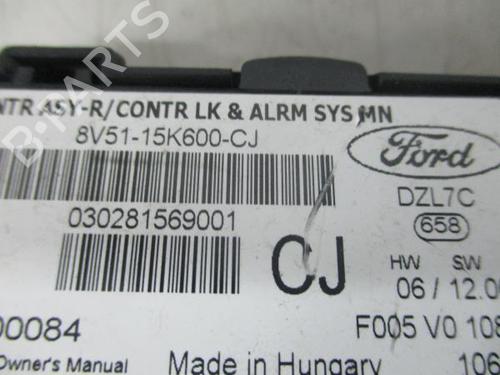 NTR ASY-R/CONTR LK & ALRM SYS MN
8V51-15K600-CJ
Ford
DZL7C
030281569001
658
CJ
HW SW
06 / 12.0
00084
F005 V0 108
Owner's Manual
Made in Hungary
106
B-PARTS